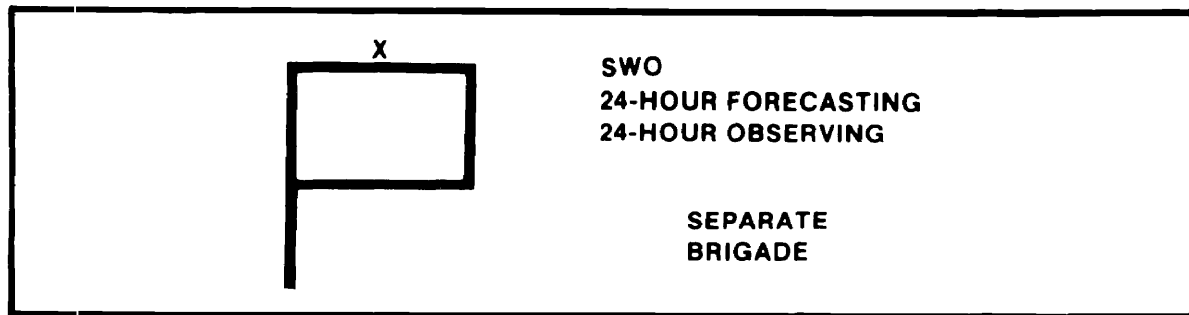 X
SWO
24-HOUR FORECASTING
24-HOUR OBSERVING
SEPARATE
BRIGADE